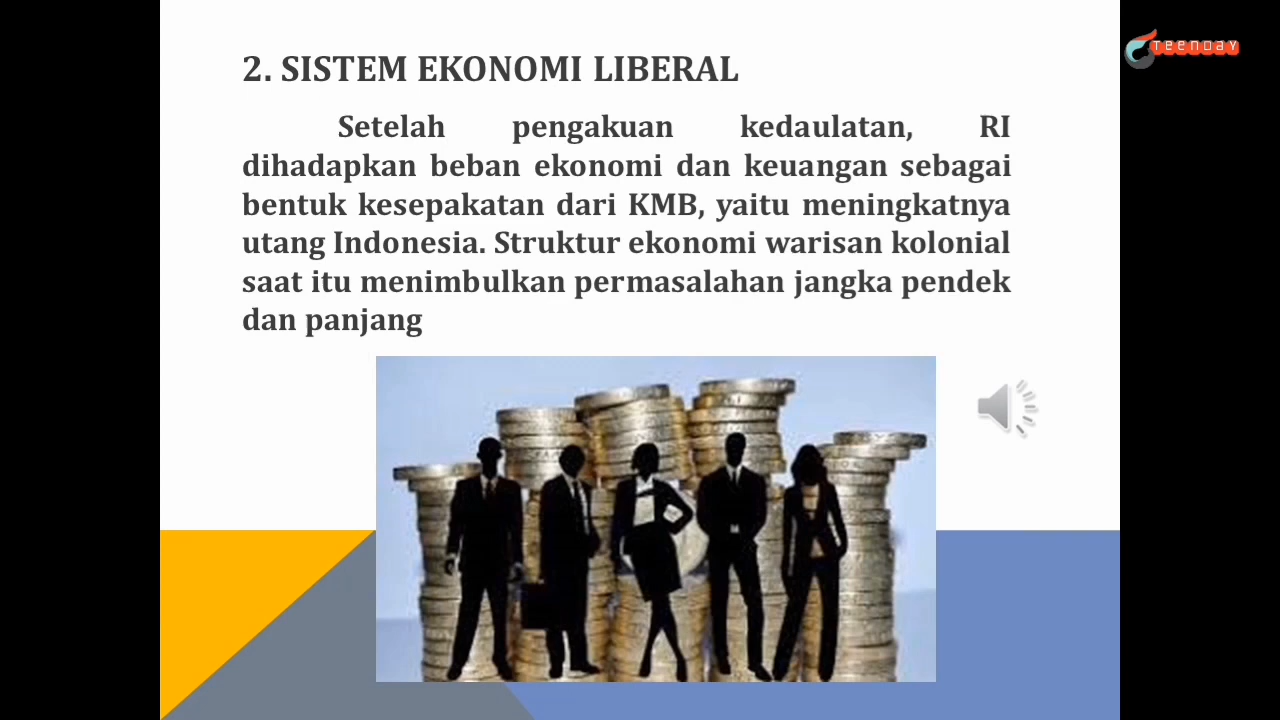 TEENDAY
2. SISTEM EKONOMI LIBERAL
Setelah pengakuan kedaulatan, RI
dihadapkan beban ekonomi dan keuangan sebagai
bentuk kesepakatan dari KMB, yaitu meningkatnya
utang Indonesia. Struktur ekonomi warisan kolonial
saat itu menimbulkan permasalahan jangka pendek
dan panjang